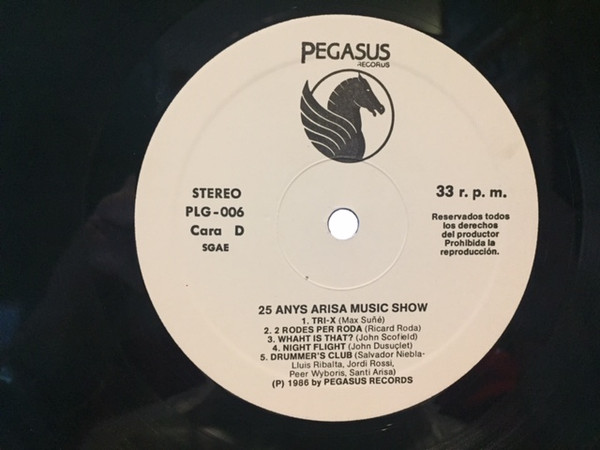 PEGASUS
RECORDS
STEREO
PLG-006
Cara D
SGAE
33 r. p. m.
Reservados todos
los derechos
del productor
Prohibida la
reproducción.
25 ANYS ARISA MUSIC SHOW
1. TRI-X (Max Suñé)
2. 2 RODES PER RODA (Ricard Roda)
3. WHAHT IS THAT? (John Scofield)
4. NIGHT FLIGHT (John Dusuçlet)
5. DRUMMER'S CLUB (Salvador Niebla-
Lluis Ribalta, Jordi Rossi,
Peer Wyboris, Santi Arisa)
(P) 1986 by PEGASUS RECORDS